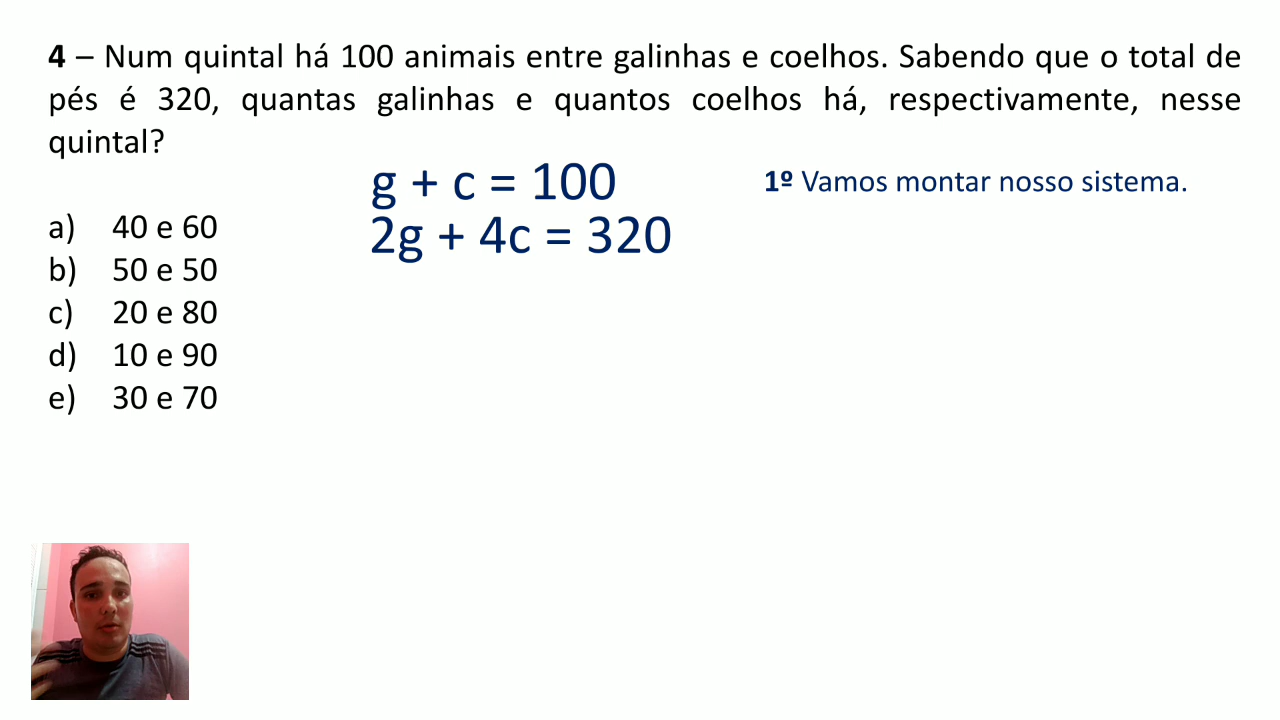 4 – Num quintal há 100 animais entre galinhas e coelhos. Sabendo que o total de
pés é 320, quantas galinhas e quantos coelhos há, respectivamente, nesse
quintal?
g + c = 100
2g + 4c = 320
1º Vamos montar nosso sistema.
a) 40 e 60
b) 50 e 50
c) 20 e 80
d) 10 e 90
e) 30 e 70